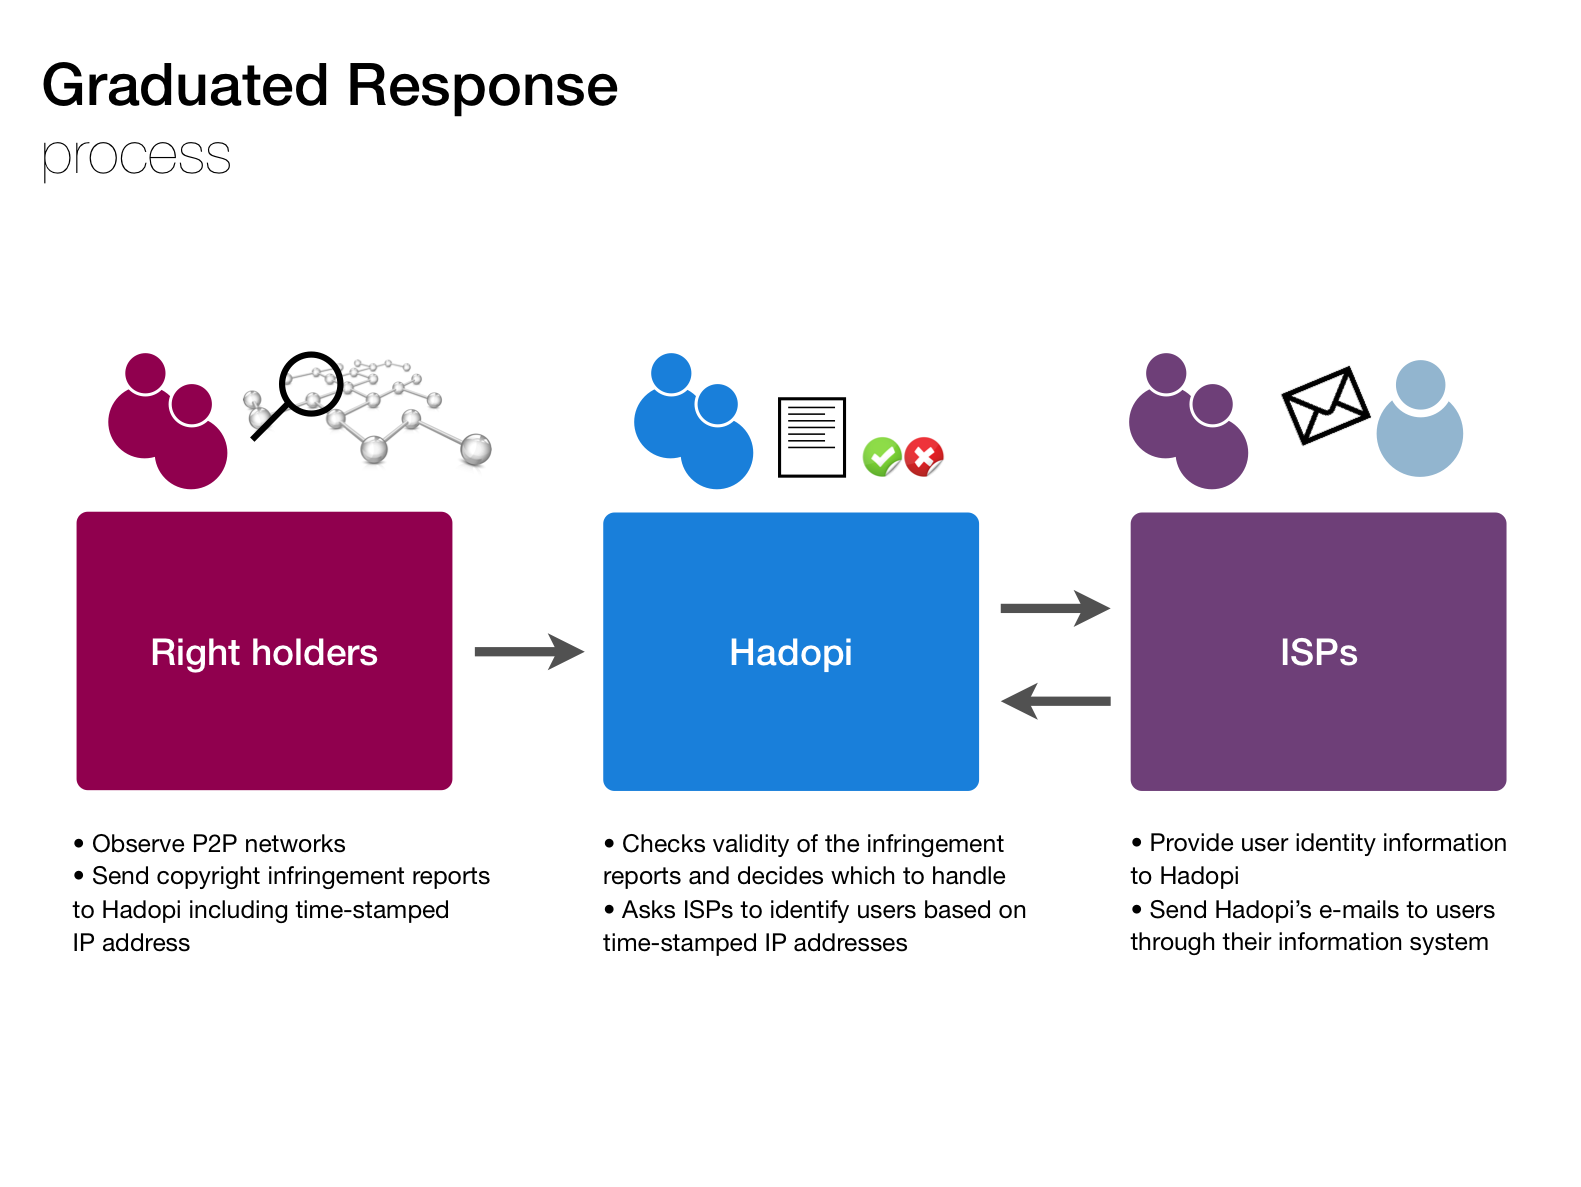 Graduated Response
process
Right holders
Hadopi
ISPs
• Observe P2P networks
• Send copyright infringement reports
to Hadopi including time-stamped
IP address
• Checks validity of the infringement
reports and decides which to handle
• Asks ISPs to identify users based on
time-stamped IP addresses
• Provide user identity information
to Hadopi
• Send Hadopi’s e-mails to users
through their information system